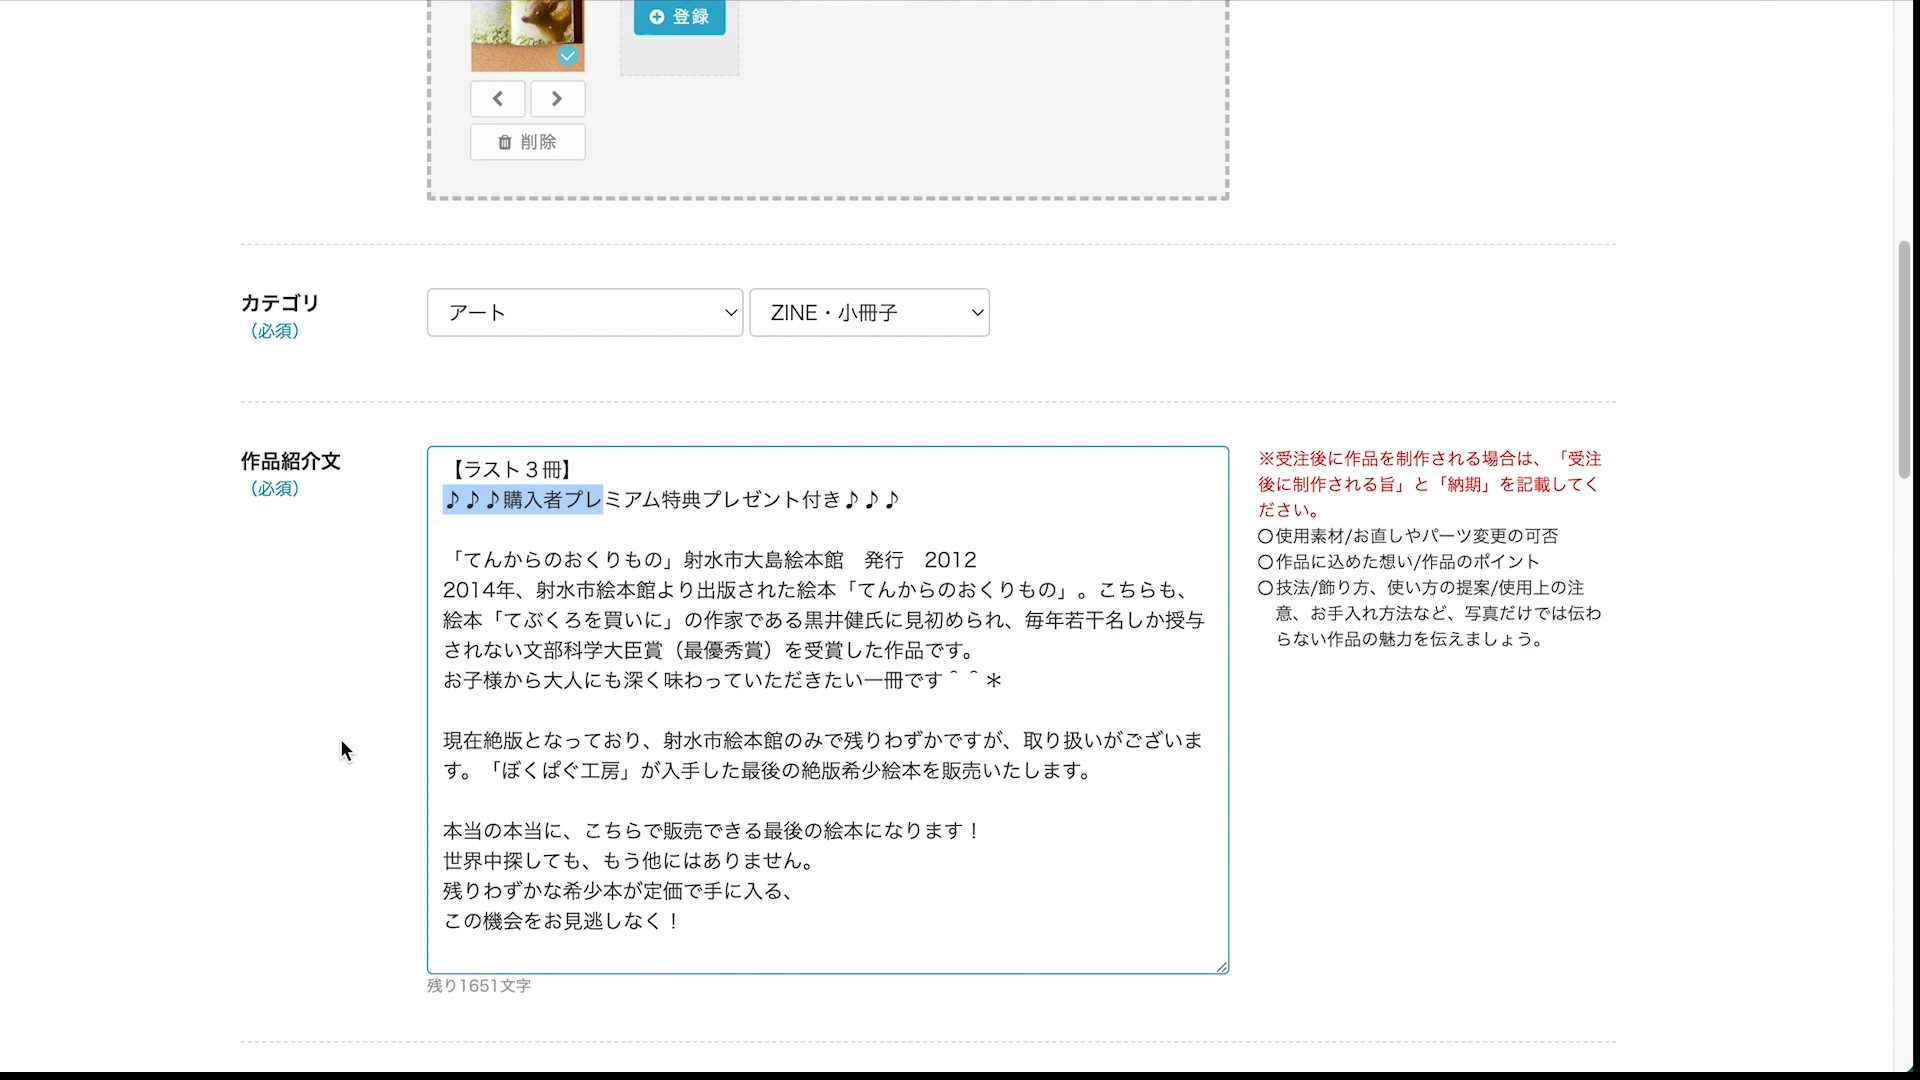 登録
削除
カテゴリ
（必須）
アート
ZINE・小冊子
作品紹介文
（必須）
【ラスト３冊】
♪♪♪購入者プレミアム特典プレゼント付き♪♪♪
「てんからのおくりもの」射水市大島絵本館　発行　2012
2014年、射水市絵本館より出版された絵本「てんからのおくりもの」。こちらも、
絵本「てぶくろを買いに」の作家である黒井健氏に見初められ、毎年若干名しか授与
されない文部科学大臣賞（最優秀賞）を受賞した作品です。
お子様から大人にも深く味わっていただきたい一冊です＾＾＊
現在絶版となっており、射水市絵本館のみで残りわずかですが、取り扱いがございま
す。「ぼくぱぐ工房」が入手した最後の絶版希少絵本を販売いたします。
本当の本当に、こちらで販売できる最後の絵本になります！
世界中探しても、もう他にはありません。
残りわずかな希少本が定価で手に入る、
この機会をお見逃しなく！
残り1651文字
※受注後に作品を制作される場合は、「受注
後に制作される旨」と「納期」を記載してく
ださい。
〇使用素材/お直しやパーツ変更の可否
〇作品に込めた想い/作品のポイント
〇技法/飾り方、使い方の提案/使用上の注
意、お手入れ方法など、写真だけでは伝わ
らない作品の魅力を伝えましょう。